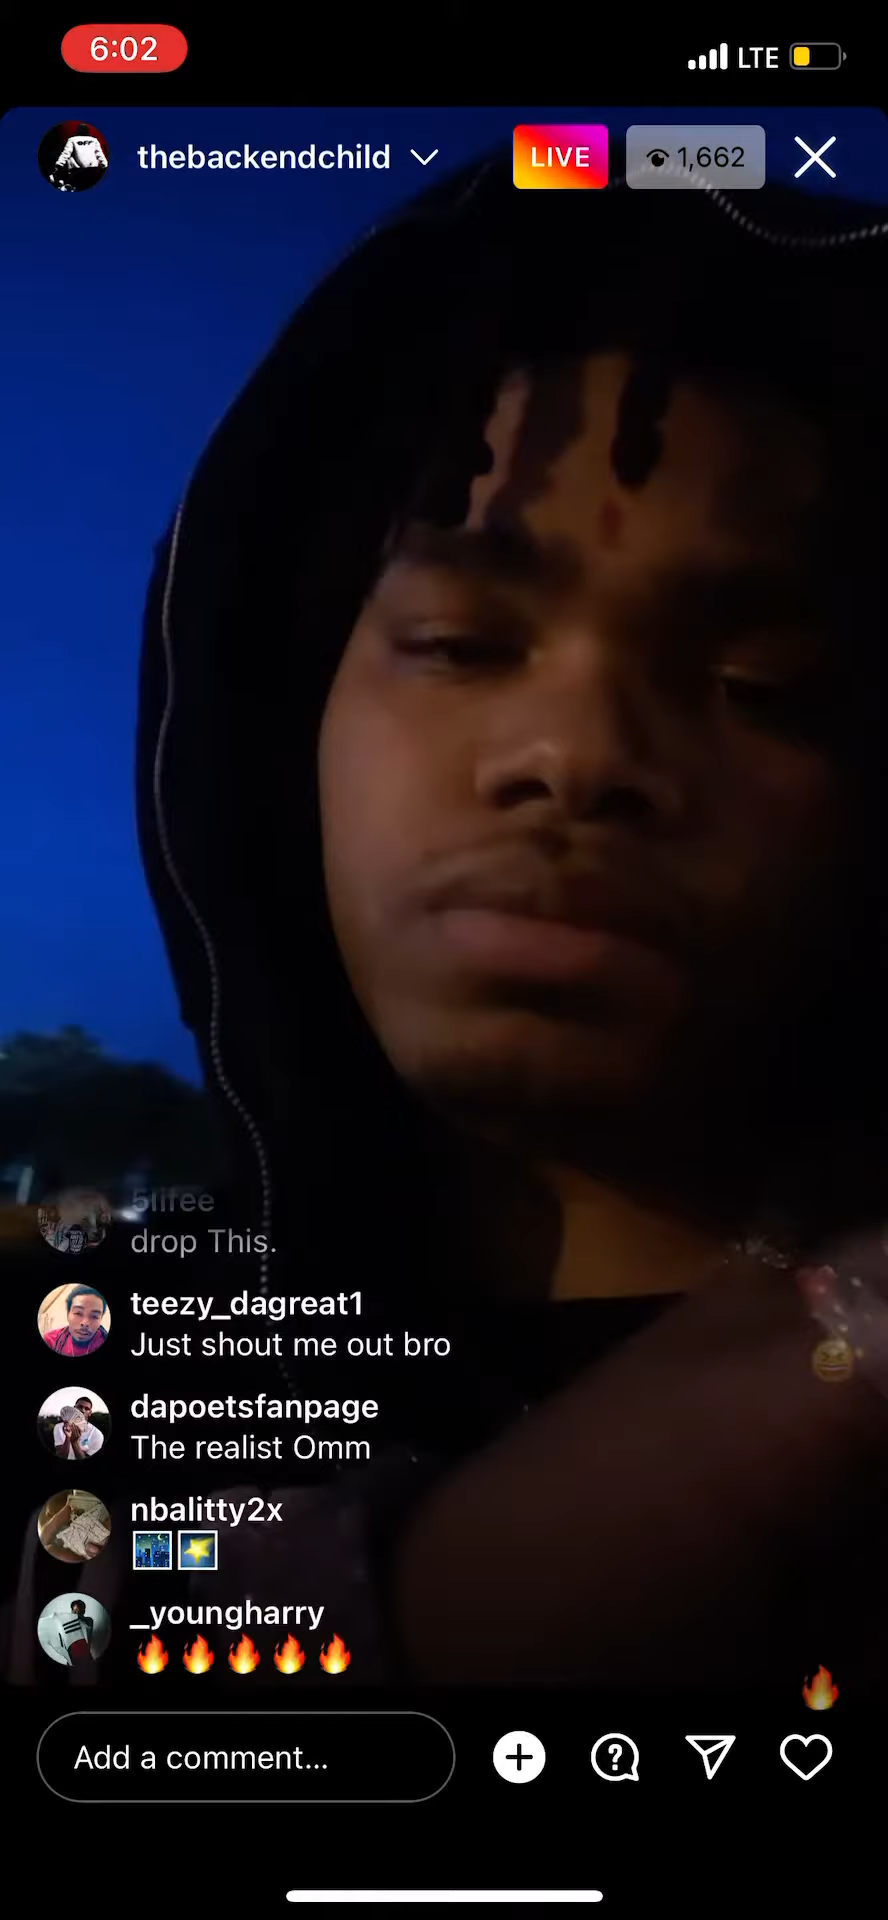 6:02
LTE
thebackendchild
LIVE
1,662
5lifee
drop This.
teezy_dagreat1
Just shout me out bro
dapoetsfanpage
The realist Omm
nbalitty2x
🌃🌠
_youngharry
🔥🔥🔥🔥🔥
Add a comment...